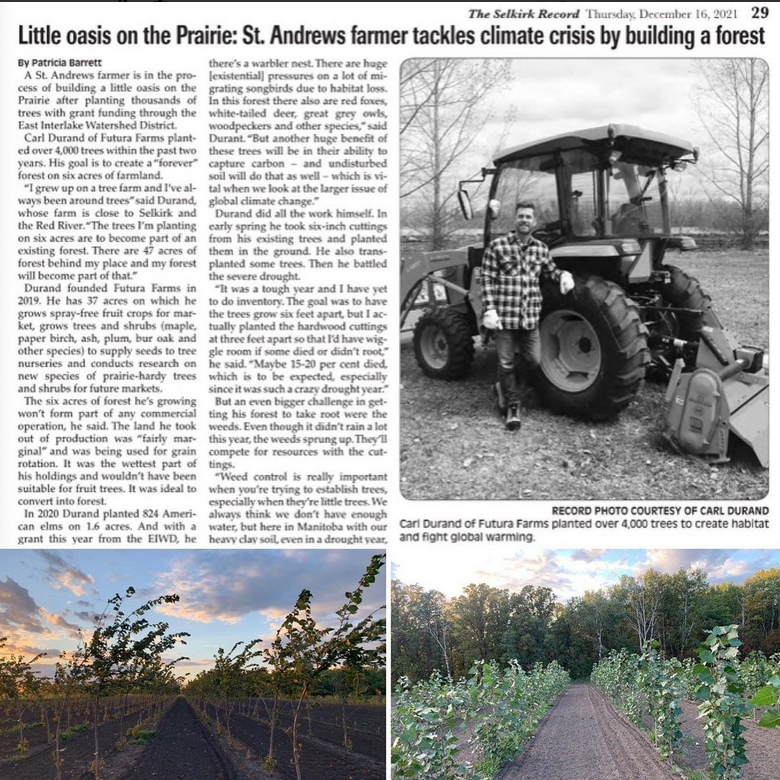 The Selkirk Record Thursday, December 16, 2021 29
Little oasis on the Prairie: St. Andrews farmer tackles climate crisis by building a forest
By Patricia Barrett
A St. Andrews farmer is in the pro-
cess of building a little oasis on the
Prairie after planting thousands of
trees with grant funding through the
East Interlake Watershed District.
Carl Durand of Futura Farms plant-
ed over 4,000 trees within the past two
years. His goal is to create a "forever"
forest on six acres of farmland.
"I grew up on a tree farm and I've al-
ways been around trees" said Durand,
whose farm is close to Selkirk and
the Red River. "The trees I'm planting
on six acres are to become part of an
existing forest. There are 47 acres of
forest behind my place and my forest
will become part of that."
Durand founded Futura Farms in
2019. He has 37 acres on which he
grows spray-free fruit crops for mar-
ket, grows trees and shrubs (maple,
paper birch, ash, plum, bur oak and
other species) to supply seeds to tree
nurseries and conducts research on
new species of prairie-hardy trees
and shrubs for future markets.
The six acres of forest he's growing
won't form part of any commercial
operation, he said. The land he took
out of production was "fairly mar-
ginal" and was being used for grain
rotation. It was the wettest part of
his holdings and wouldn't have been
suitable for fruit trees. It was ideal to
convert into forest.
In 2020 Durand planted 824 Ameri-
can elms on 1.6 acres. And with a
grant this year from the EIWD, he
there's a warbler nest. There are huge
[existential] pressures on a lot of mi-
grating songbirds due to habitat loss.
In this forest there also are red foxes,
white-tailed deer, great grey owls,
woodpeckers and other species," said
Durant. "But another huge benefit of
these trees will be in their ability to
capture carbon – and undisturbed
soil will do that as well – which is vi-
tal when we look at the larger issue of
global climate change."
Durand did all the work himself. In
early spring he took six-inch cuttings
from his existing trees and planted
them in the ground. He also trans-
planted some trees. Then he battled
the severe drought.
"It was a tough year and I have yet
to do inventory. The goal was to have
the trees grow six feet apart, but I ac-
tually planted the hardwood cuttings
at three feet apart so that I'd have wig-
gle room if some died or didn't root,"
he said. "Maybe 15-20 per cent died,
which is to be expected, especially
since it was such a crazy drought year."
But an even bigger challenge in get-
ting his forest to take root were the
weeds. Even though it didn't rain a lot
this year, the weeds sprung up. They'll
compete for resources with the cut-
tings.
"Weed control is really important
when you're trying to establish trees,
especially when they're little trees. We
always think we don't have enough
water, but here in Manitoba with our
heavy clay soil, even in a drought year,
RECORD PHOTO COURTESY OF CARL DURAND
Carl Durand of Futura Farms planted over 4,000 trees to create habitat
and fight global warming.